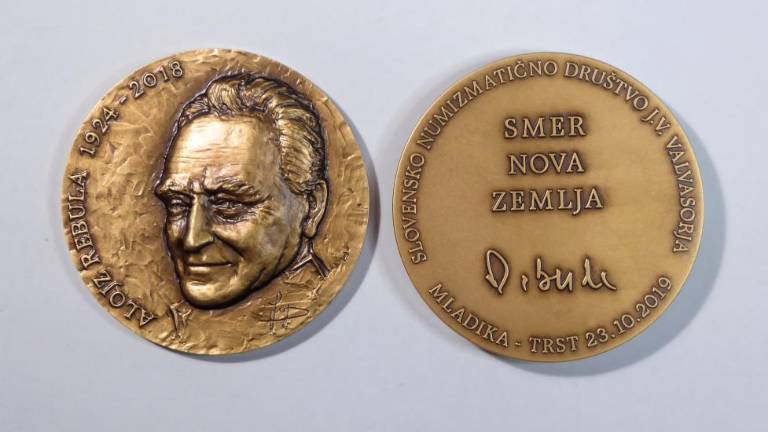 ALOJZ REBULA 1924 - 2018
SLOVENSKO NUMIZMATIČNO DRUŠTVO J.V. VALVASORJA
SMER
NOVA
ZEMLJA
MLADIKA - TRST 23.10.2019